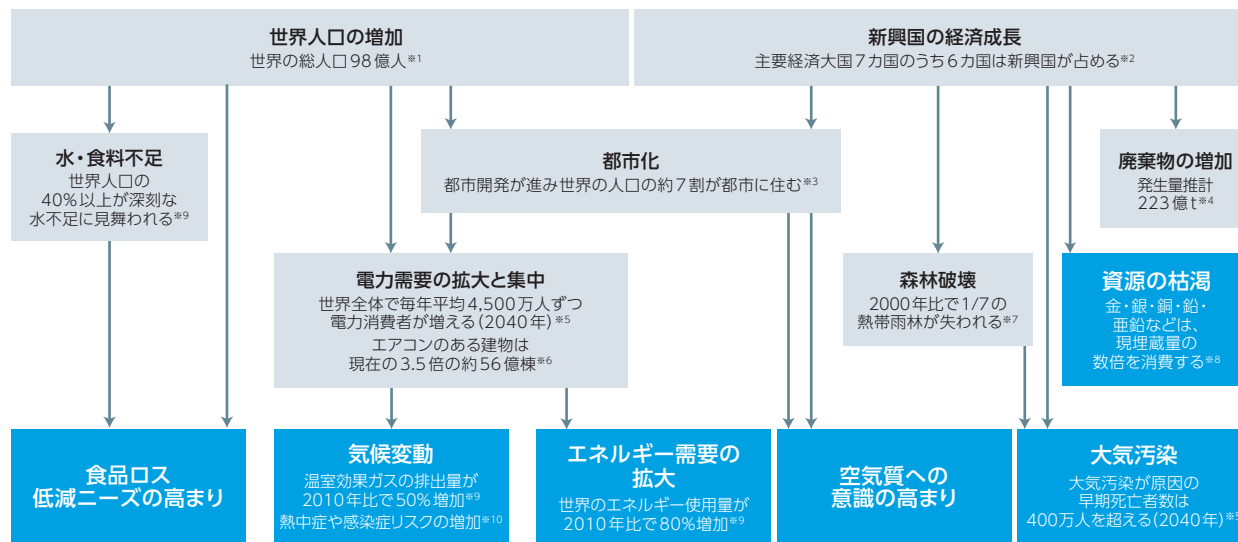 世界人口の増加
世界の総人口98億人※1
新興国の経済成長
主要経済大国7カ国のうち6カ国は新興国が占める※2
水・食料不足
世界人口の
40%以上が深刻な
水不足に見舞われる※9
都市化
都市開発が進み世界の人口の約7割が都市に住む※3
廃棄物の増加
発生量推計
223億t※4
電力需要の拡大と集中
世界全体で毎年平均4,500万人ずつ
電力消費者が増える(2040年)※5
エアコンのある建物は
現在の3.5倍の約56億棟※6
森林破壊
2000年比で1/7の
熱帯雨林が失われる※7
資源の枯渇
金・銀・銅・鉛・
亜鉛などは、
現埋蔵量の
数倍を消費する※8
食品ロス
低減ニーズの高まり
気候変動
温室効果ガスの排出量が
2010年比で50%増加※9
熱中症や感染症リスクの増加※10
エネルギー需要の
拡大
世界のエネルギー使用量が
2010年比で80%増加※9
空気質への
意識の高まり
大気汚染
大気汚染が原因の
早期死亡者数は
400万人を超える(2040年)※5